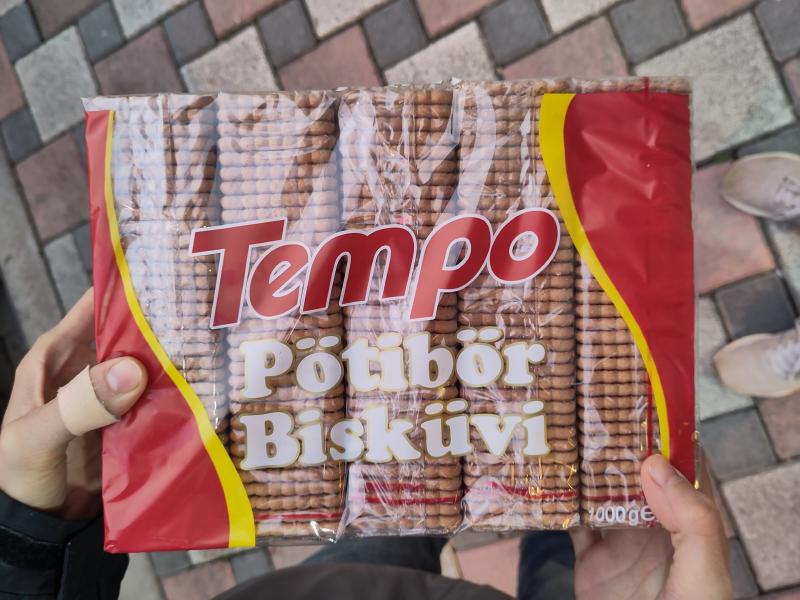 Tempo
Pötibör
Bisküvi
1000g℮